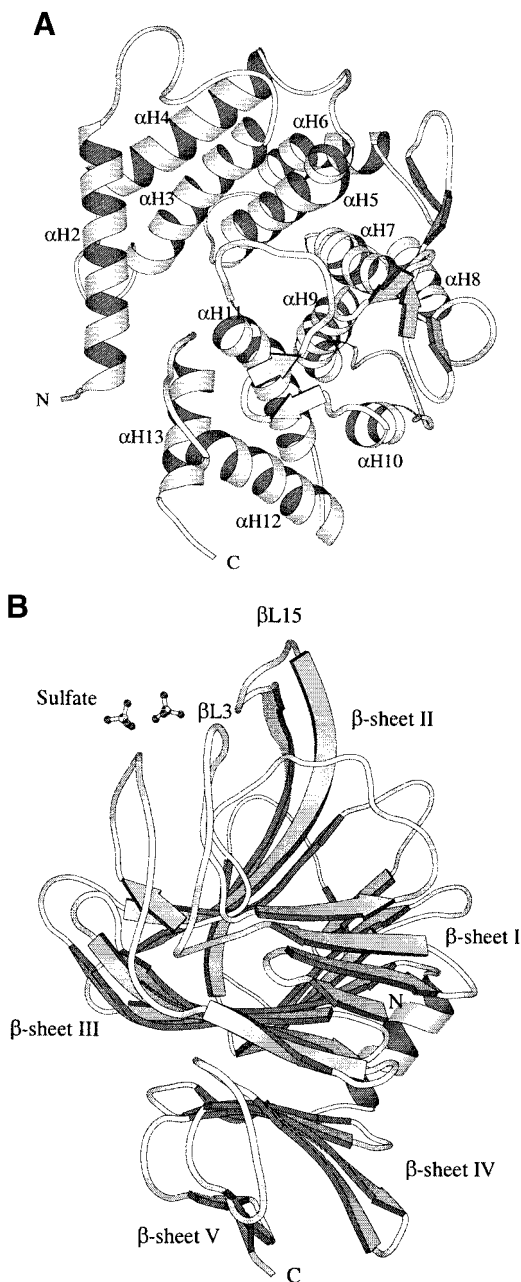 A
αH4
αH6
αH3
αH5
αH2
αH7
αH8
αH9
αH11
N
αH13
αH10
αH12
C
B
βL15
Sulfate
βL3
β-sheet II
β-sheet I
N
β-sheet III
β-sheet IV
β-sheet V
C